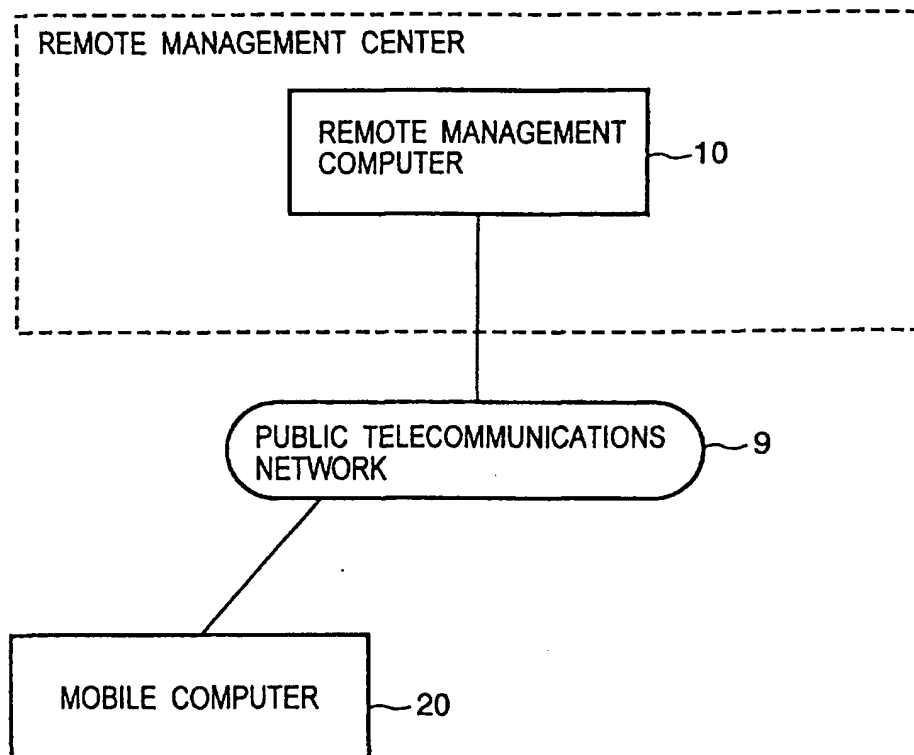 REMOTE MANAGEMENT CENTER
REMOTE MANAGEMENT
COMPUTER
10
PUBLIC TELECOMMUNICATIONS
NETWORK
9
MOBILE COMPUTER
20